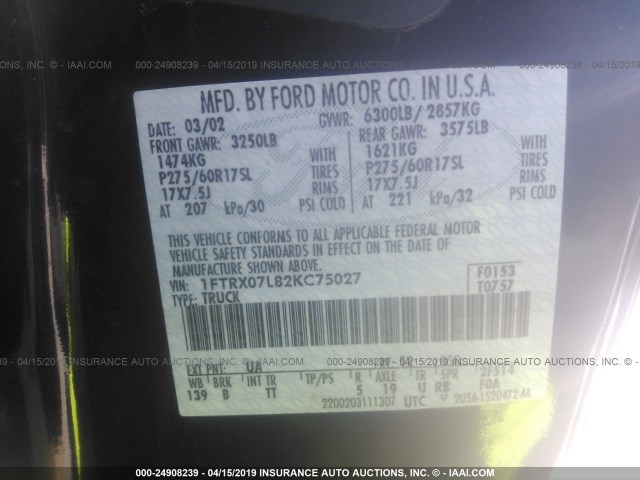 000-24908239 - 04/15/2019 INSURANCE AUTO AUCTIONS, INC. - IAAI.COM
MFD. BY FORD MOTOR CO. IN U.S.A.
DATE: 03/02 GVWR: 6300LB/ 2857KG
FRONT GAWR: 3250LB REAR GAWR: 3575LB
1474KG WITH 1621KG WITH
P275/60R17SL TIRES P275/60R17SL TIRES
17X7.5J RIMS 17X7.5J RIMS
AT 207 kPa/30 PSI COLD AT 221 kPa/32 PSI COLD
THIS VEHICLE CONFORMS TO ALL APPLICABLE FEDERAL MOTOR
VEHICLE SAFETY STANDARDS IN EFFECT ON THE DATE OF
MANUFACTURE SHOWN ABOVE.
VIN: 1FTRX07L82KC75027 F0153
TYPE: TRUCK T0757
EXT PNT: UA
WB BRK INT TR TP/PS R AXLE TR SPR
139 B TT 5 19 U RB F0A
2200203111307 UTC
000-24908239 - 04/15/2019 INSURANCE AUTO AUCTIONS, INC. - IAAI.COM